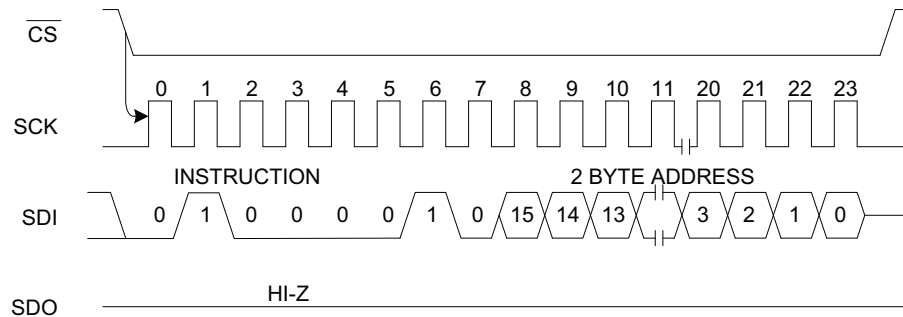 CS
0 1 2 3 4 5 6 7 8 9 10 11 20 21 22 23
SCK
INSTRUCTION 2 BYTE ADDRESS
SDI 0 1 0 0 0 0 1 0 15 14 13 3 2 1 0
HI-Z
SDO